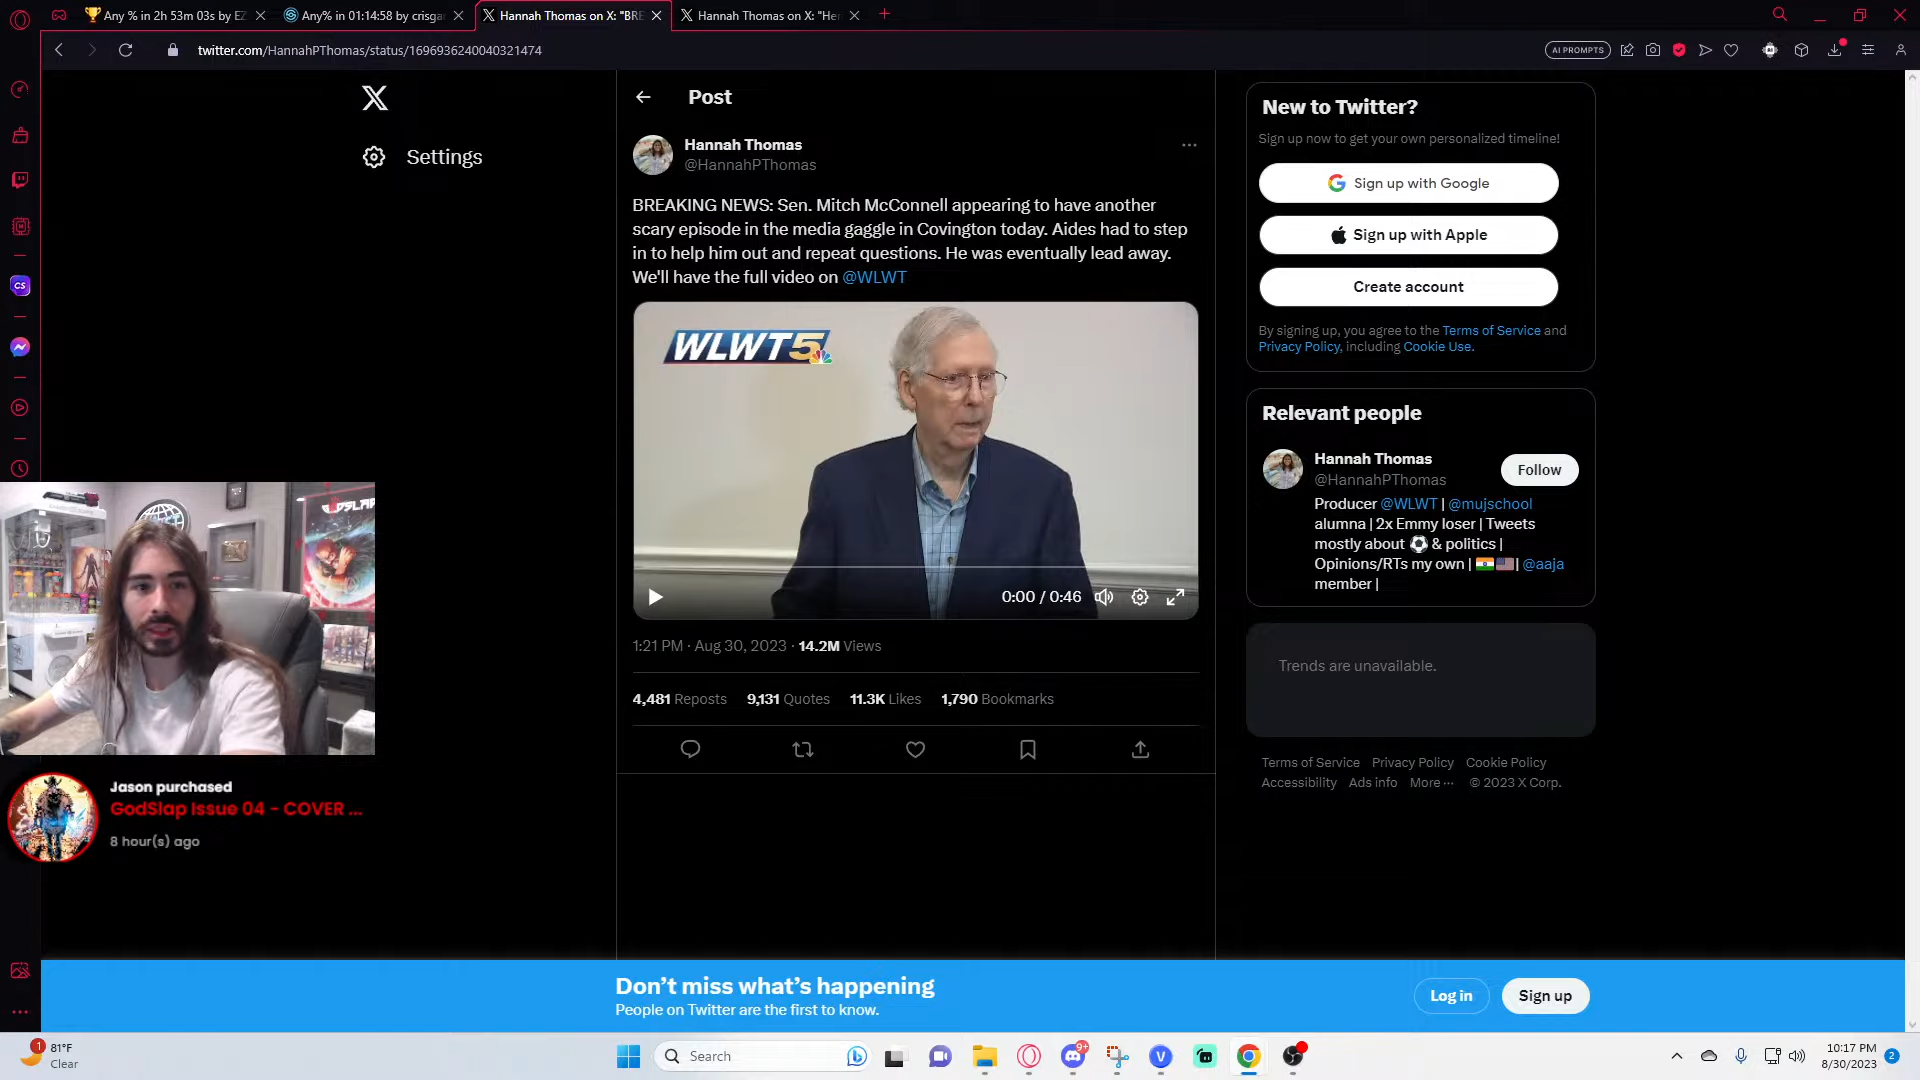 Any % in 2h 53m 03s by EZ
Any% in 01:14:58 by crisgar
Hannah Thomas on X: "BRE
Hannah Thomas on X: "Her
twitter.com/HannahPThomas/status/1696936240040321474
AI PROMPTS
Settings
Post
Hannah Thomas
@HannahPThomas
BREAKING NEWS: Sen. Mitch McConnell appearing to have another
scary episode in the media gaggle in Covington today. Aides had to step
in to help him out and repeat questions. He was eventually lead away.
We'll have the full video on @WLWT
WLWT5
0:00 / 0:46
1:21 PM · Aug 30, 2023 · 14.2M Views
4,481 Reposts 9,131 Quotes 11.3K Likes 1,790 Bookmarks
New to Twitter?
Sign up now to get your own personalized timeline!
Sign up with Google
Sign up with Apple
Create account
By signing up, you agree to the Terms of Service and
Privacy Policy, including Cookie Use.
Relevant people
Hannah Thomas
@HannahPThomas
Follow
Producer @WLWT | @mujschool
alumna | 2x Emmy loser | Tweets
mostly about ⚽ & politics |
Opinions/RTs my own | 🇮🇳🇺🇸| @aaja
member |
Trends are unavailable.
Terms of Service Privacy Policy Cookie Policy
Accessibility Ads info More ··· © 2023 X Corp.
CS
Jason purchased
GodSlap Issue 04 - COVER ...
8 hour(s) ago
Don't miss what's happening
People on Twitter are the first to know.
Log in
Sign up
1
81°F
Clear
Search
9+
V
10:17 PM
8/30/2023
2